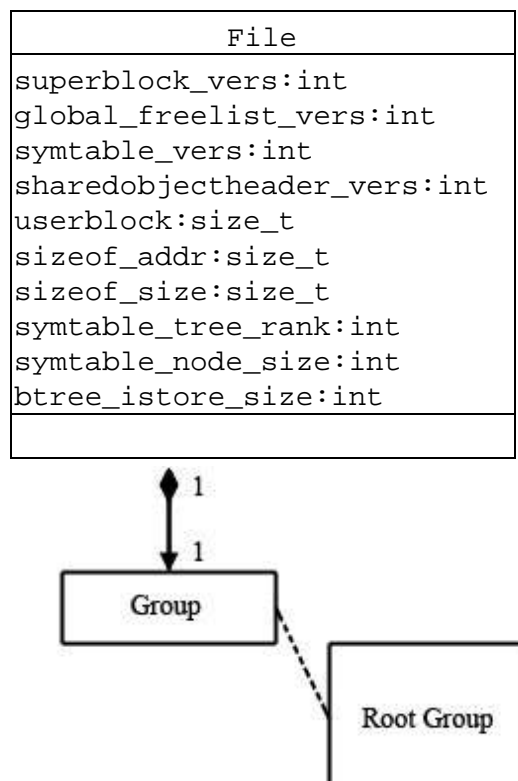 File
superblock_vers:int
global_freelist_vers:int
symtable_vers:int
sharedobjectheader_vers:int
userblock:size_t
sizeof_addr:size_t
sizeof_size:size_t
symtable_tree_rank:int
symtable_node_size:int
btree_istore_size:int
1
1
Group
Root Group